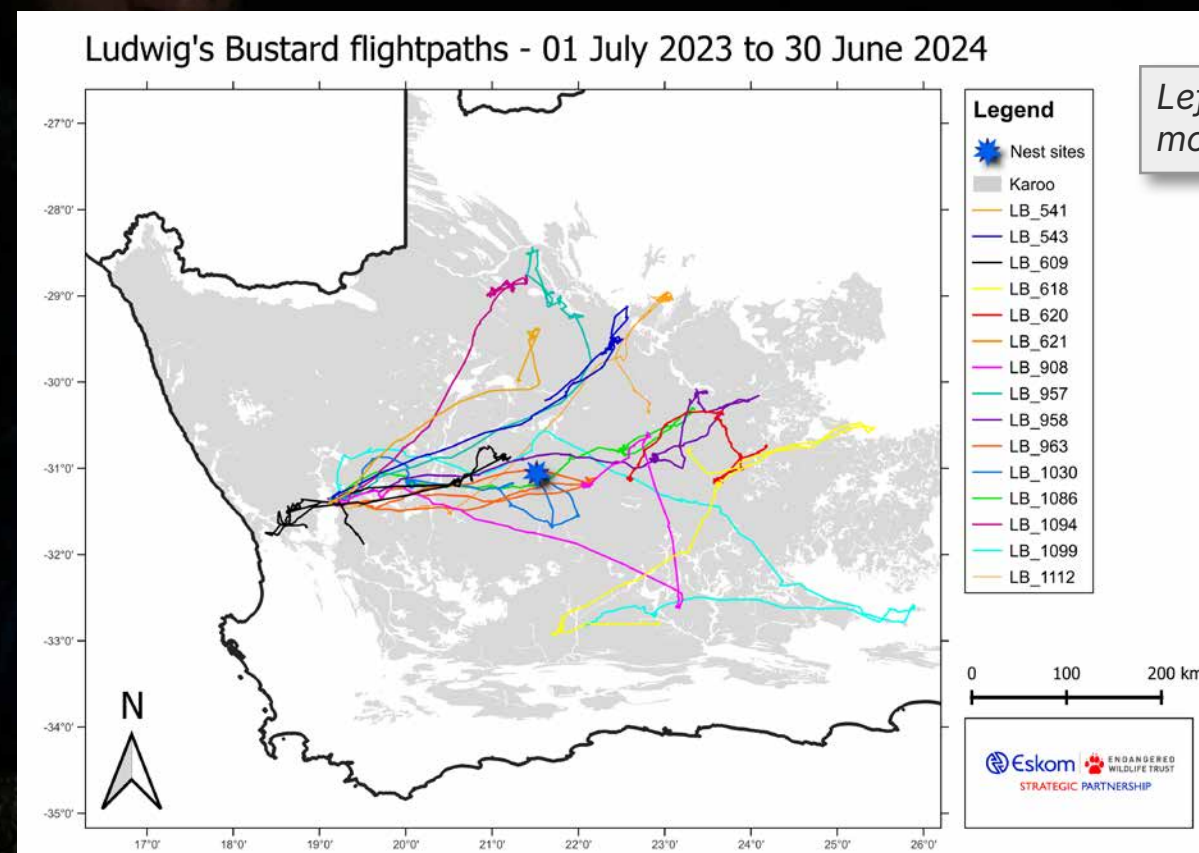 Ludwig's Bustard flightpaths - 01 July 2023 to 30 June 2024
-27°0'
-28°0'
-29°0'
-30°0'
-31°0'
-32°0'
-33°0'
-34°0'
-35°0'
17°0'
18°0'
19°0'
20°0'
21°0'
22°0'
23°0'
24°0'
25°0'
26°0'
N
Legend
Nest sites
Karoo
LB_541
LB_543
LB_609
LB_618
LB_620
LB_621
LB_908
LB_957
LB_958
LB_963
LB_1030
LB_1086
LB_1094
LB_1099
LB_1112
0 100 200 km
Eskom
ENDANGERED
WILDLIFE TRUST
STRATEGIC PARTNERSHIP